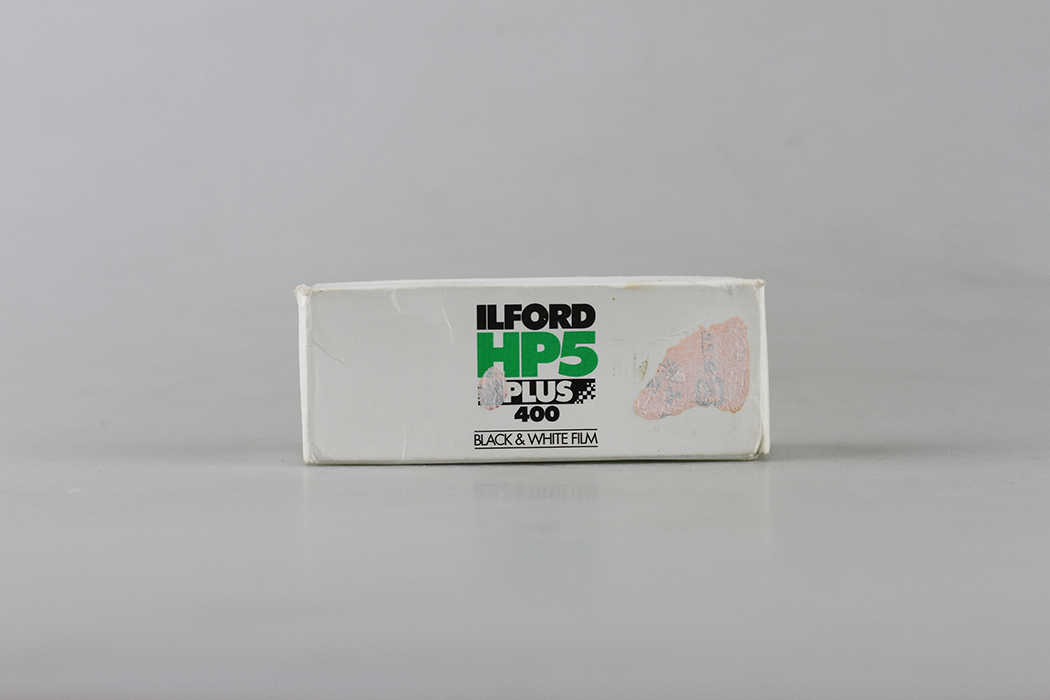 ILFORD
HP5
PLUS
400
BLACK & WHITE FILM